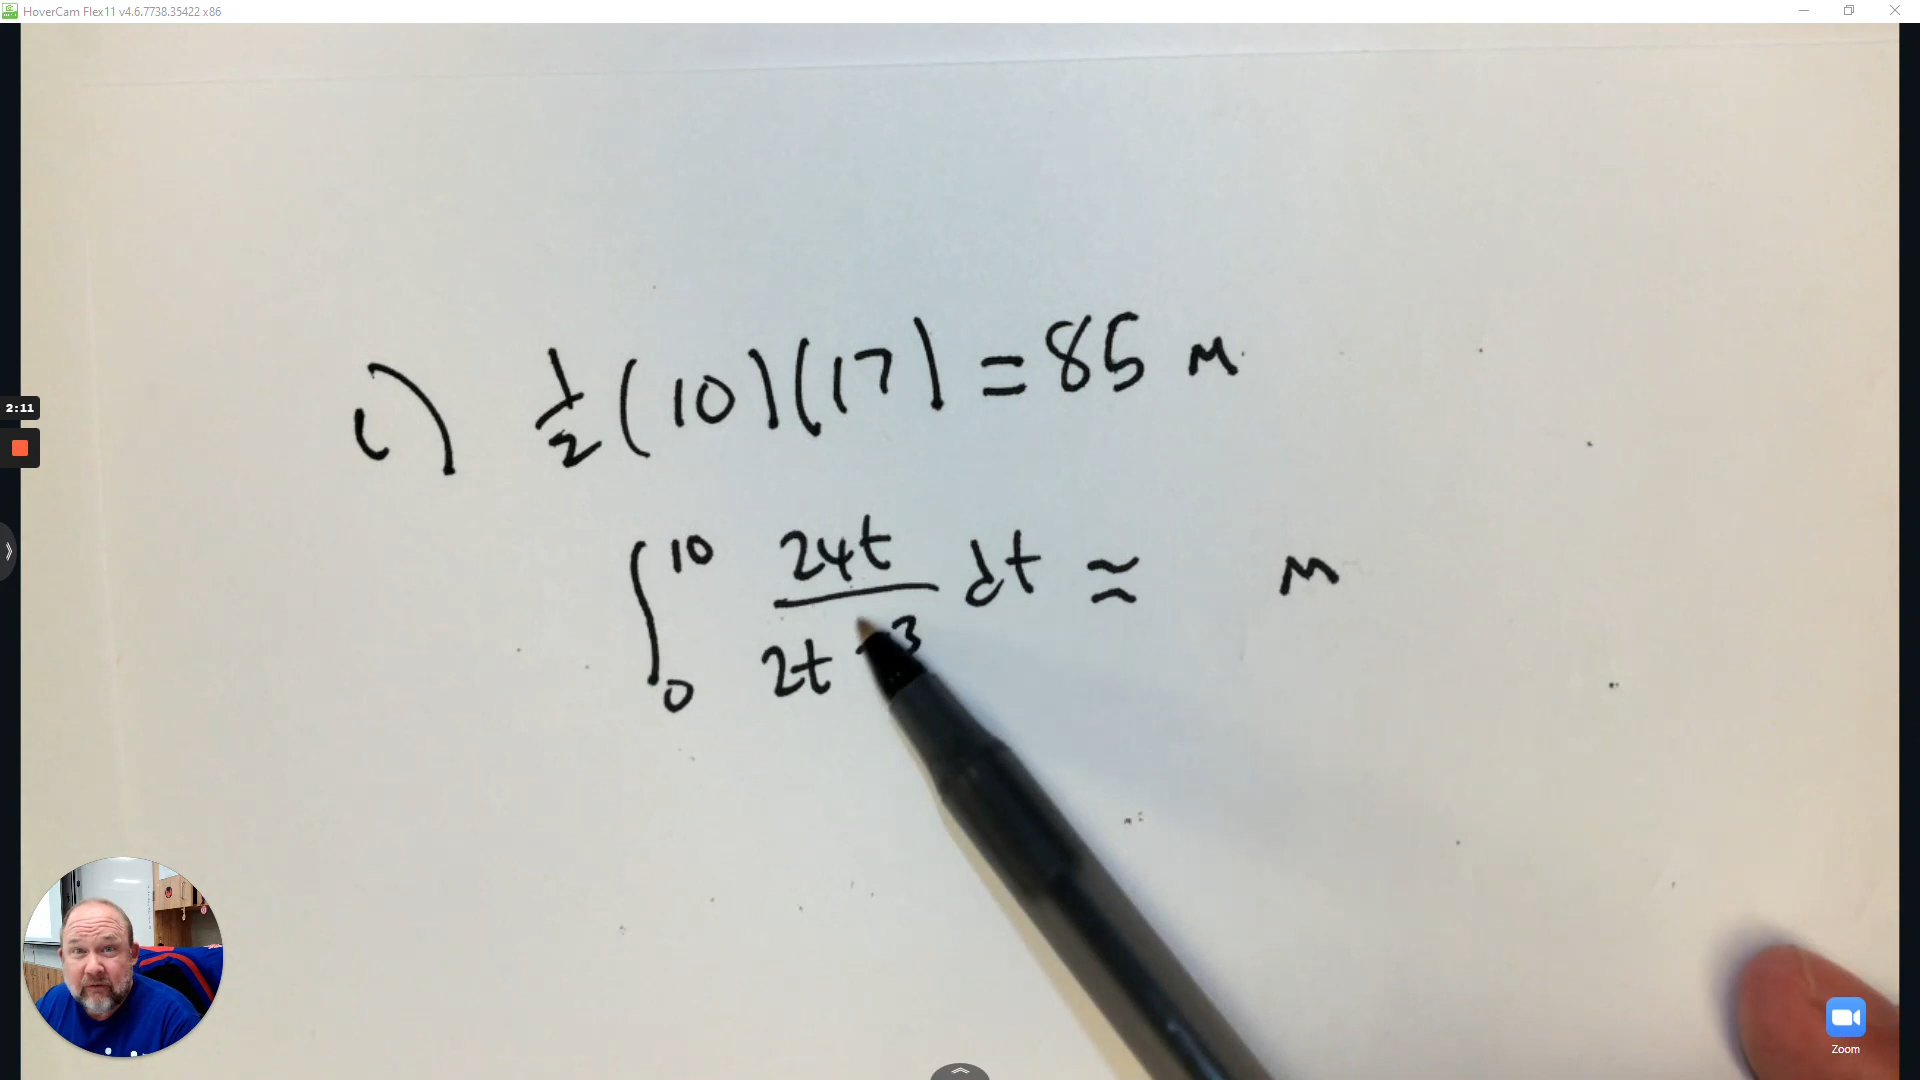 HoverCam Flex11 v4.6.7738.35422 x86
c) 1/2 (10)(17) = 85 m
2:11
∫₀¹⁰ 24t/(2t+3) dt ≈ m
Zoom